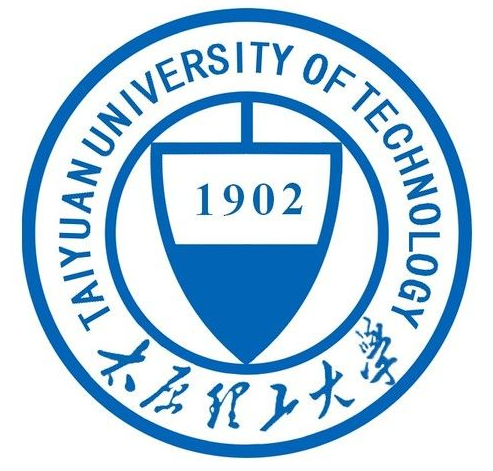 TAIYUAN UNIVERSITY OF TECHNOLOGY
1902
太原理工大学